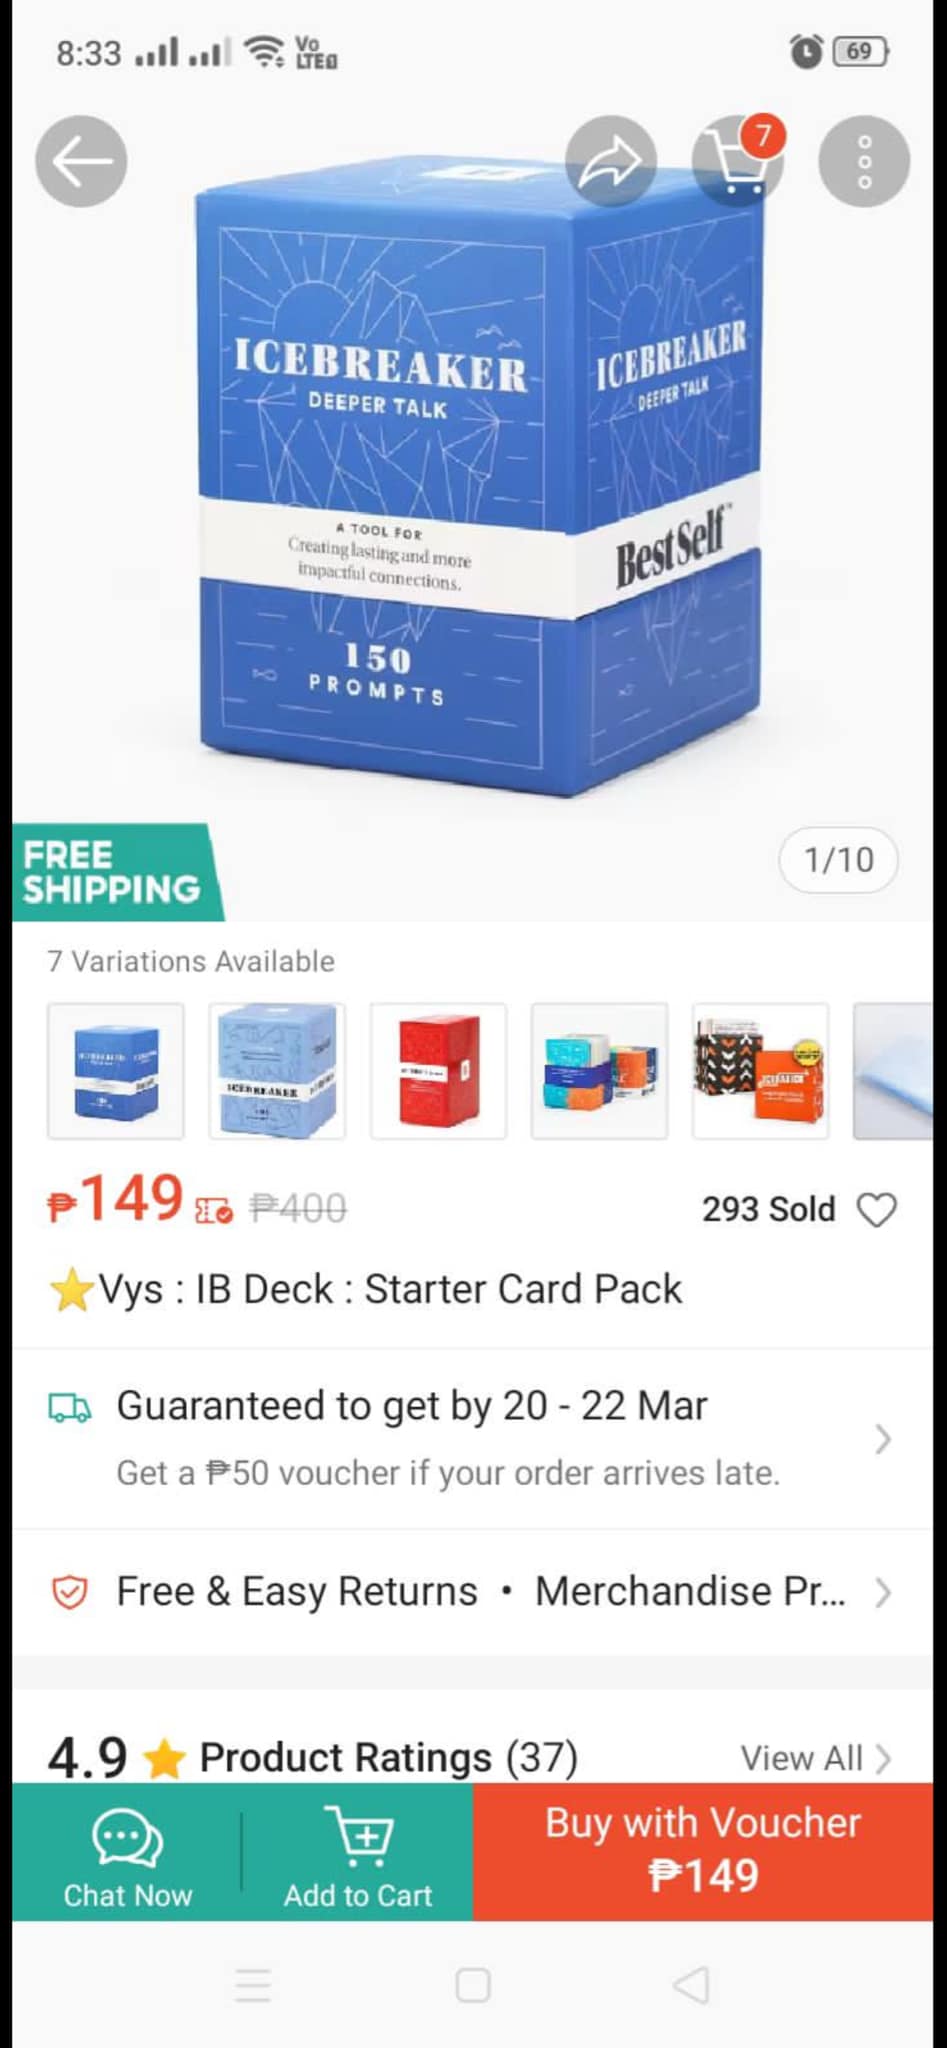 8:33
Vo
LTE
69
7
ICEBREAKER
DEEPER TALK
A TOOL FOR
Creating lasting and more
impactful connections.
150
PROMPTS
ICEBREAKER
DEEPER TALK
BestSelf™
FREE
SHIPPING
1/10
7 Variations Available
ICEBREAKER
₱149 ₱400
293 Sold
Vys : IB Deck : Starter Card Pack
Guaranteed to get by 20 - 22 Mar
Get a ₱50 voucher if your order arrives late.
Free & Easy Returns • Merchandise Pr...
4.9 Product Ratings (37)
View All
Chat Now
Add to Cart
Buy with Voucher
₱149